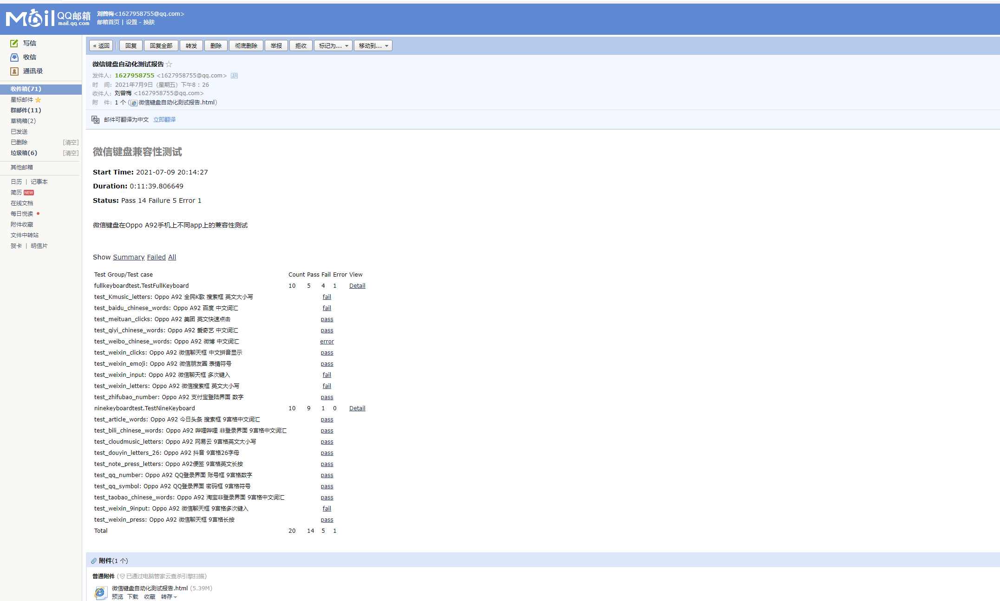 Mail QQ邮箱
mail.qq.com
刘曾梅<1627958755@qq.com>
邮箱首页 | 设置 - 换肤
写信
收信
通讯录
收件箱(71)
星标邮件
群邮件(11)
草稿箱(2)
已发送
已删除 [清空]
垃圾箱(6) [清空]
其他邮箱
日历 | 记事本
简历 NEW
在线文档
每日悦读
附件收藏
文件中转站
贺卡 | 明信片
« 返回 回复 回复全部 转发 删除 彻底删除 举报 拒收 标记为... 移动到...
微信键盘自动化测试报告
发件人: 1627958755 <1627958755@qq.com>
时 间: 2021年7月9日 (星期五) 下午8 : 26
收件人: 刘曾梅 <1627958755@qq.com>
附 件: 1 个 (微信键盘自动化测试报告.html)
邮件可翻译为中文 立即翻译
微信键盘兼容性测试
Start Time: 2021-07-09 20:14:27
Duration: 0:11:39.806649
Status: Pass 14 Failure 5 Error 1
微信键盘在Oppo A92手机上不同app上的兼容性测试
Show Summary Failed All
Test Group/Test case Count Pass Fail Error View
fullkeyboardtest.TestFullKeyboard 10 5 4 1 Detail
test_Kmusic_letters: Oppo A92 全民K歌 搜索框 英文大小写 fail
test_baidu_chinese_words: Oppo A92 百度 中文词汇 fail
test_meituan_clicks: Oppo A92 美团 英文快速点击 pass
test_qiyi_chinese_words: Oppo A92 爱奇艺 中文词汇 pass
test_weibo_chinese_words: Oppo A92 微博 中文词汇 error
test_weixin_clicks: Oppo A92 微信聊天框 中文拼音显示 pass
test_weixin_emoji: Oppo A92 微信朋友圈 表情符号 pass
test_weixin_input: Oppo A92 微信聊天框 多次键入 fail
test_weixin_letters: Oppo A92 微信搜索框 英文大小写 fail
test_zhifubao_number: Oppo A92 支付宝登陆界面 数字 pass
ninekeyboardtest.TestNineKeyboard 10 9 1 0 Detail
test_article_words: Oppo A92 今日头条 搜索框 9宫格中文词汇 pass
test_bili_chinese_words: Oppo A92 哔哩哔哩 非登录界面 9宫格中文词汇 pass
test_cloudmusic_letters: Oppo A92 网易云 9宫格英文大小写 pass
test_douyin_letters_26: Oppo A92 抖音 9宫格26字母 pass
test_note_press_letters: Oppo A92便签 9宫格英文长按 pass
test_qq_number: Oppo A92 QQ登录界面 账号框 9宫格数字 pass
test_qq_symbol: Oppo A92 QQ登录界面 密码框 9宫格符号 pass
test_taobao_chinese_words: Oppo A92 淘宝非登录界面 9宫格中文词汇 pass
test_weixin_9input: Oppo A92 微信聊天框 9宫格多次键入 fail
test_weixin_press: Oppo A92 微信聊天框 9宫格长按 pass
Total 20 14 5 1
附件(1 个)
普通附件 (已通过电脑管家云查杀引擎扫描)
微信键盘自动化测试报告.html (5.39M)
预览 下载 收藏 转存